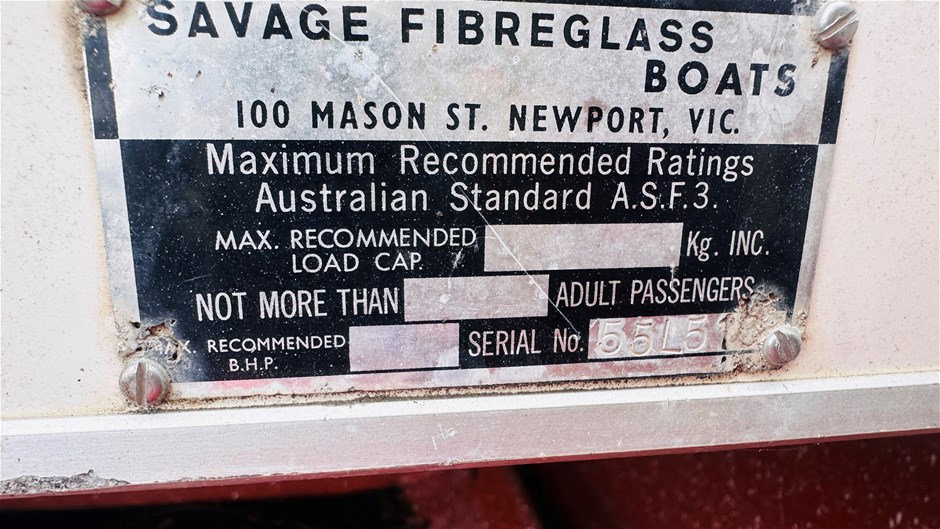 SAVAGE FIBREGLASS
BOATS
100 MASON ST. NEWPORT, VIC.
Maximum Recommended Ratings
Australian Standard A.S.F.3.
MAX. RECOMMENDED
LOAD CAP. Kg. INC.
NOT MORE THAN ADULT PASSENGERS
MAX. RECOMMENDED
B.H.P.
SERIAL No.